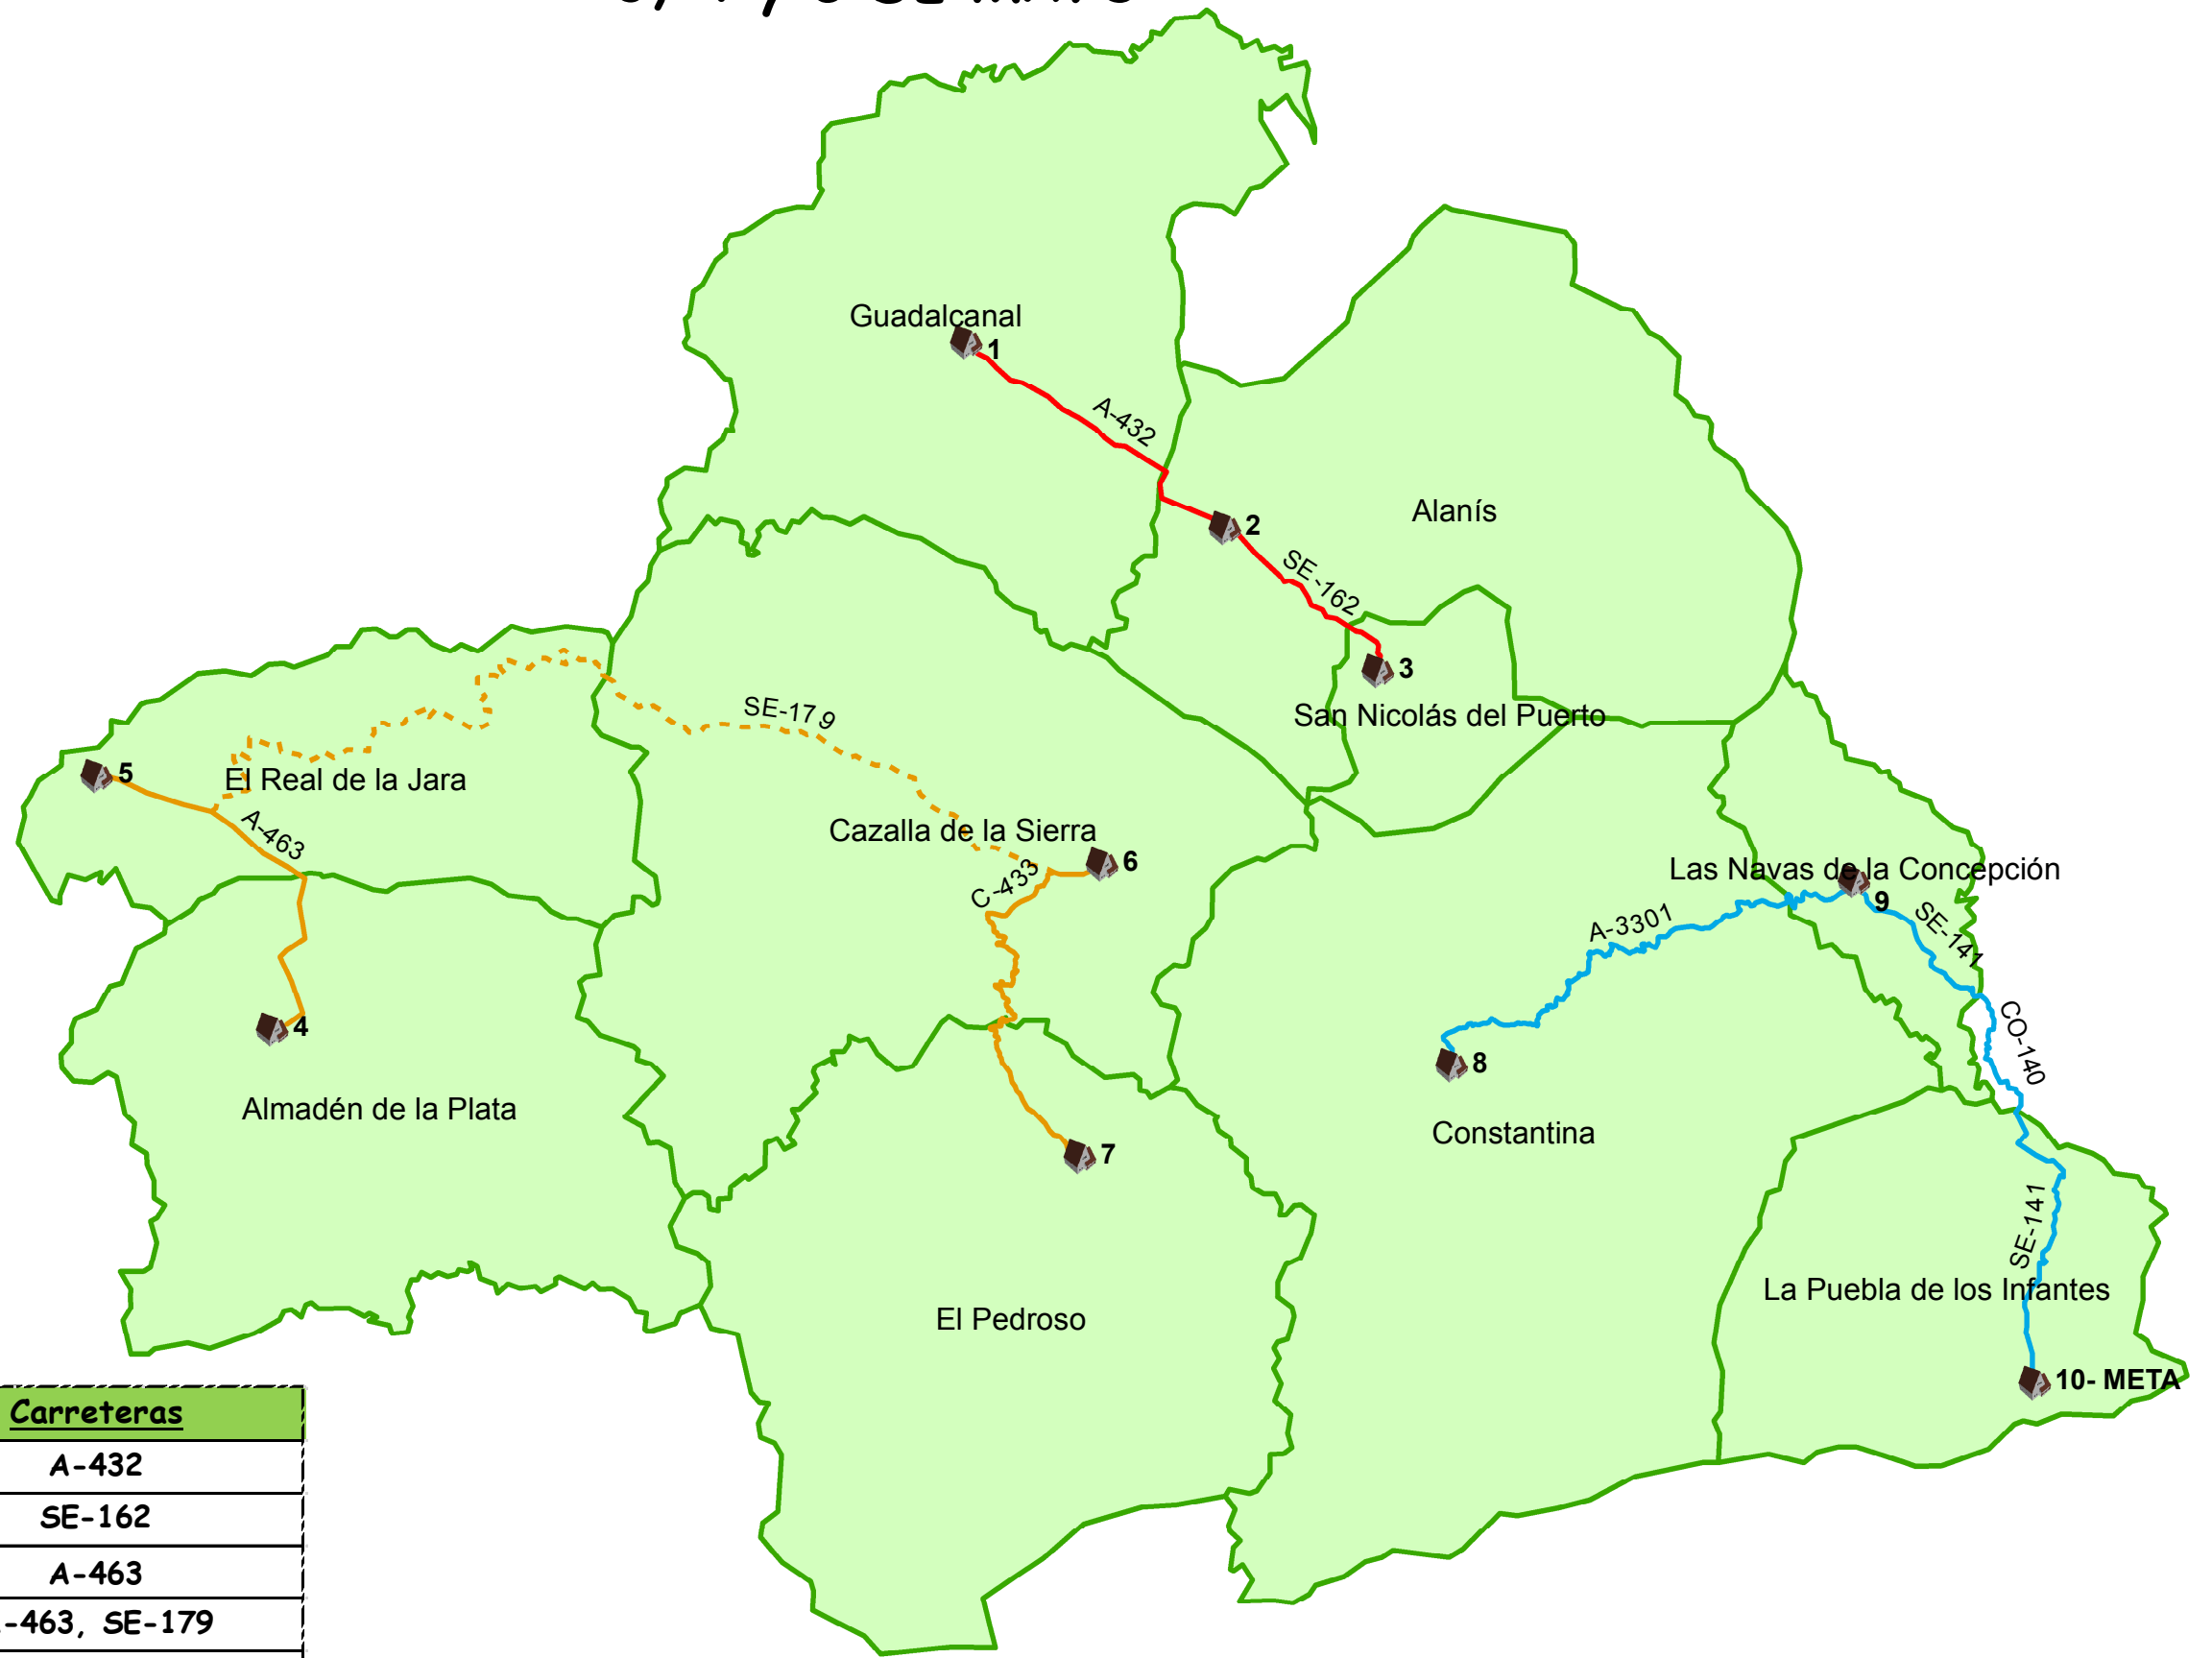 Guadalcanal
1
A-432
2
Alanís
SE-162
3
San Nicolás del Puerto
SE-179
5
El Real de la Jara
A-463
Cazalla de la Sierra
6
C-433
Las Navas de la Concepción
9
A-3301
SE-141
4
CO-140
8
Almadén de la Plata
Constantina
7
SE-141
La Puebla de los Infantes
El Pedroso
10- META
Carreteras
A-432
SE-162
A-463
-463, SE-179